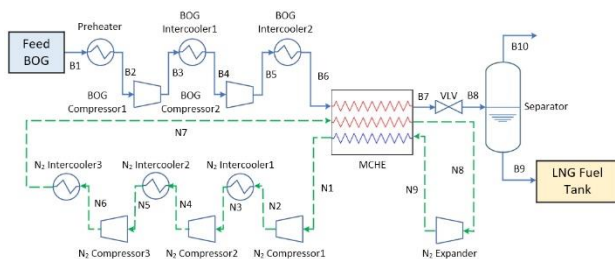 Feed
BOG
B1
Preheater
B2
BOG
Compressor1
B3
BOG
Intercooler1
B4
BOG
Compressor2
B5
BOG
Intercooler2
B6
MCHE
B7
VLV
B8
B10
Separator
B9
LNG Fuel
Tank
N7
N₂ Intercooler3
N₂ Intercooler2
N₂ Intercooler1
N6
N5
N4
N3
N2
N1
N9
N8
N₂ Compressor3
N₂ Compressor2
N₂ Compressor1
N₂ Expander